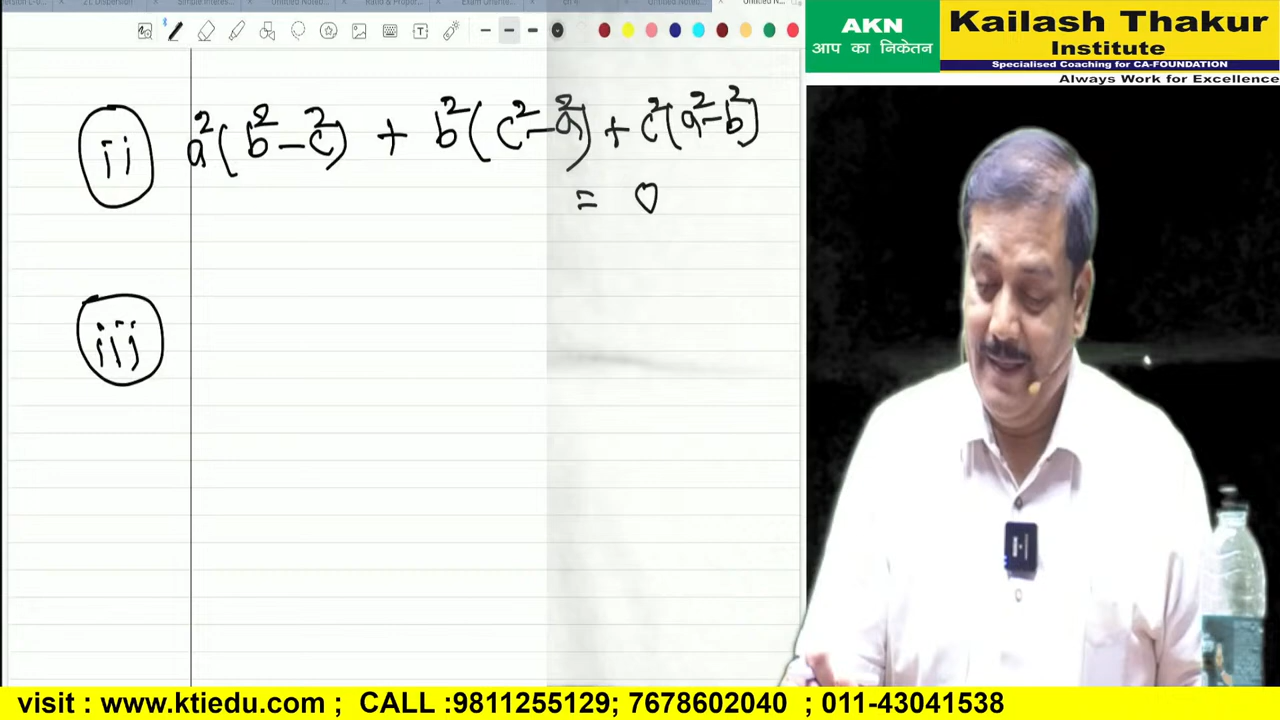 AKN
आप का निकेतन
Kailash Thakur
Institute
Specialised Coaching for CA-FOUNDATION
Always Work for Excellence
ii a²(b²-c²) + b²(c²-a²)+c²(a²-b²)
= 0
iii
visit : www.ktiedu.com ; CALL :9811255129; 7678602040 ; 011-43041538